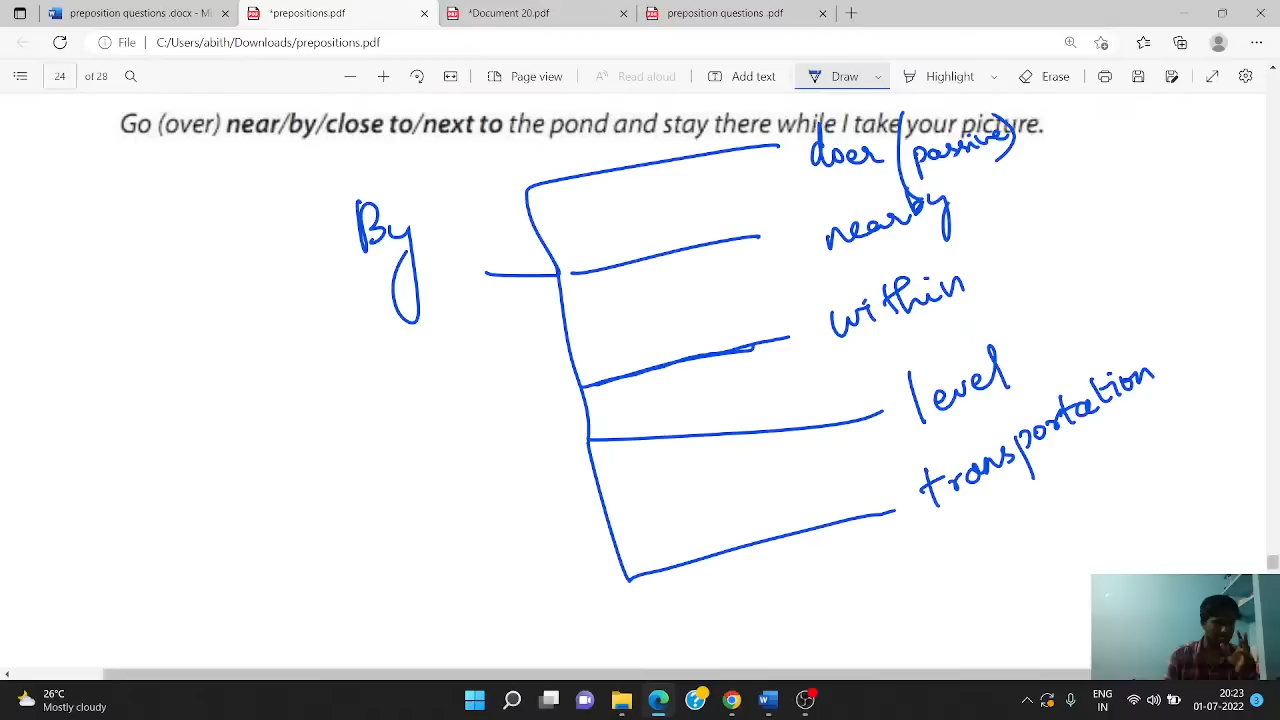 preposition questions .docx - Mi
*prepositions.pdf
*Document 20.pdf
preposition questions .pdf
File
C:/Users/abith/Downloads/prepositions.pdf
24 of 28
Page view
Read aloud
Add text
Draw
Highlight
Erase
Go (over) near/by/close to/next to the pond and stay there while I take your picture.
doer (passive)
By
nearby
within
level
transportation
26°C
Mostly cloudy
ENG
IN
20:23
01-07-2022
3